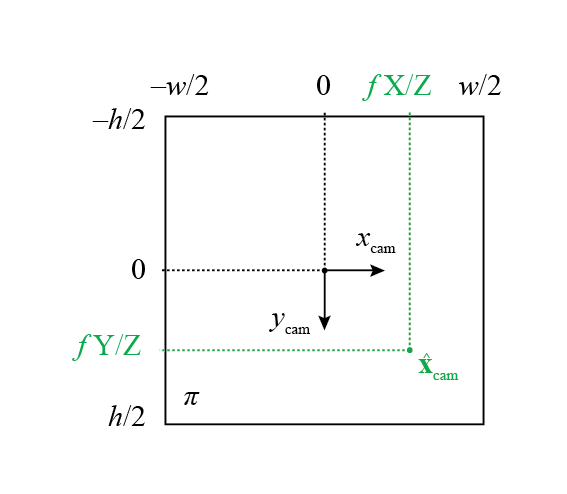 –w/2 0 f X/Z w/2
–h/2
x_cam
0
y_cam
f Y/Z
x̂_cam
π
h/2